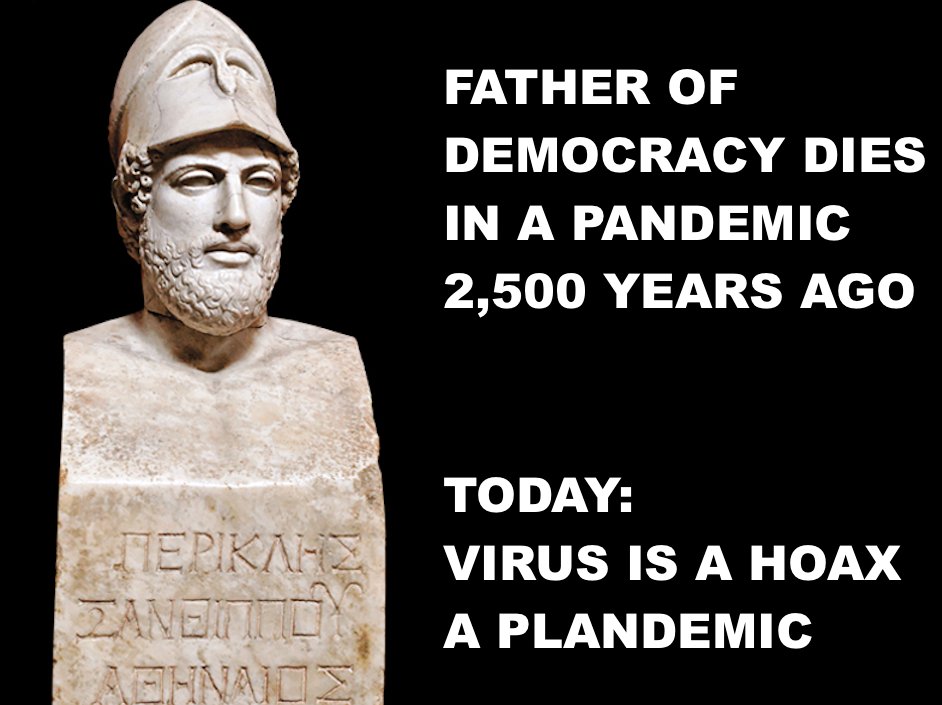 FATHER OF
DEMOCRACY DIES
IN A PANDEMIC
2,500 YEARS AGO
TODAY:
VIRUS IS A HOAX
A PLANDEMIC
ΠΕΡΙΚΛΗΣ
ΞΑΝΘΙΠΠΟΥ
ΑΘΗΝΑΙΟΣ